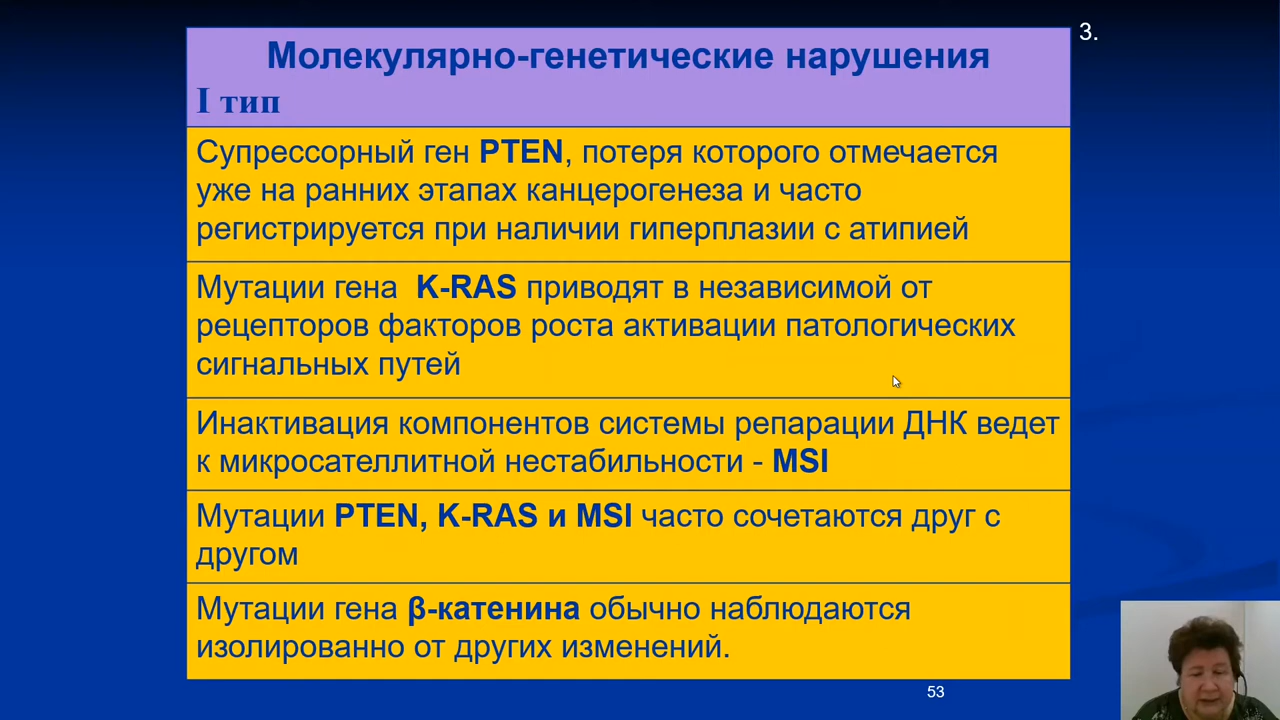 3.
Молекулярно-генетические нарушения
I тип
Супрессорный ген PTEN, потеря которого отмечается
уже на ранних этапах канцерогенеза и часто
регистрируется при наличии гиперплазии с атипией
Мутации гена K-RAS приводят в независимой от
рецепторов факторов роста активации патологических
сигнальных путей
Инактивация компонентов системы репарации ДНК ведет
к микросателлитной нестабильности - MSI
Мутации PTEN, K-RAS и MSI часто сочетаются друг с
другом
Мутации гена β-катенина обычно наблюдаются
изолированно от других изменений.
53